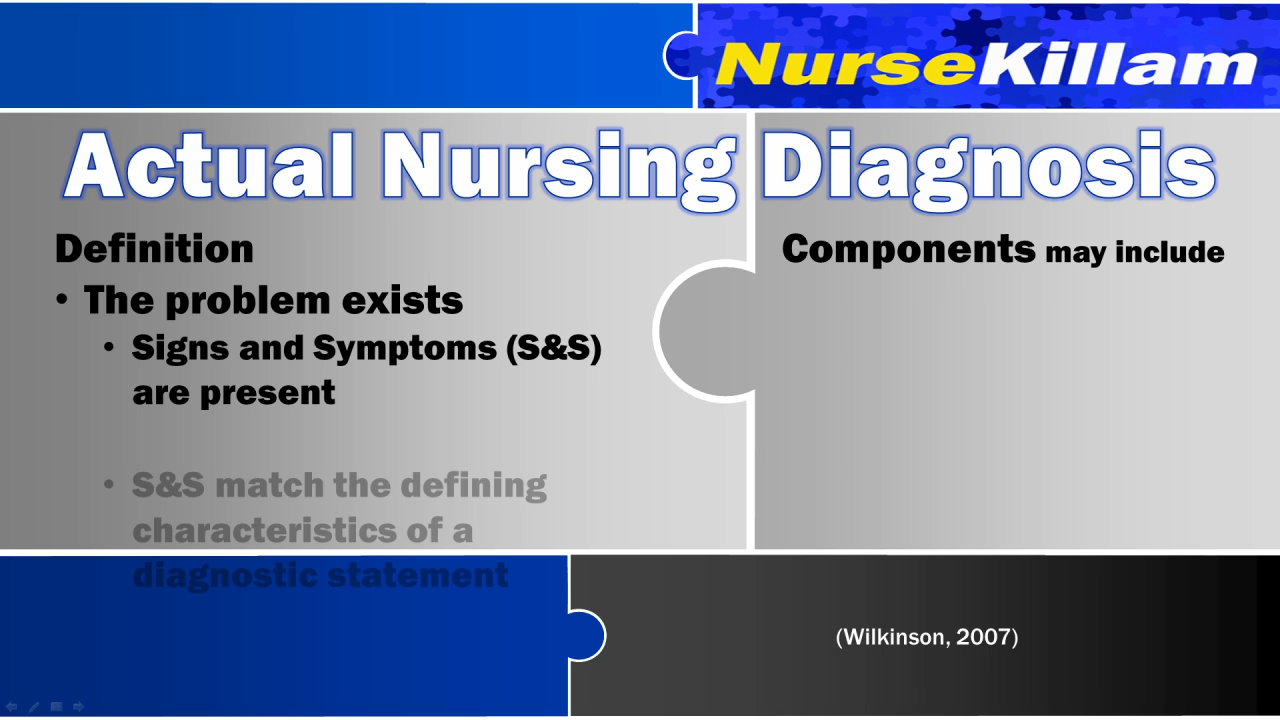 NurseKillam
Actual Nursing Diagnosis
Definition
• The problem exists
• Signs and Symptoms (S&S)
are present
• S&S match the defining
characteristics of a
diagnostic statement
Components may include
(Wilkinson, 2007)